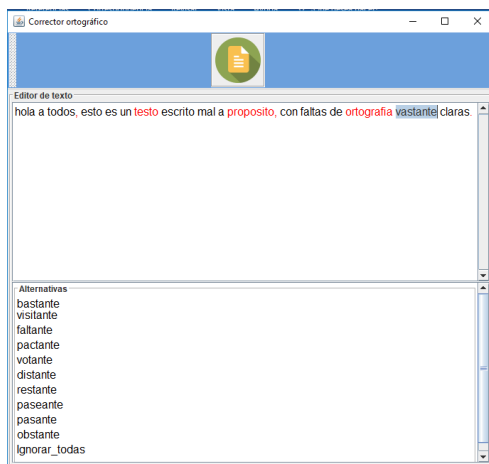 Corrector ortográfico
Editor de texto
hola a todos, esto es un testo escrito mal a proposito, con faltas de ortografia vastante claras.
Alternativas
bastante
visitante
faltante
pactante
votante
distante
restante
paseante
pasante
obstante
Ignorar_todas